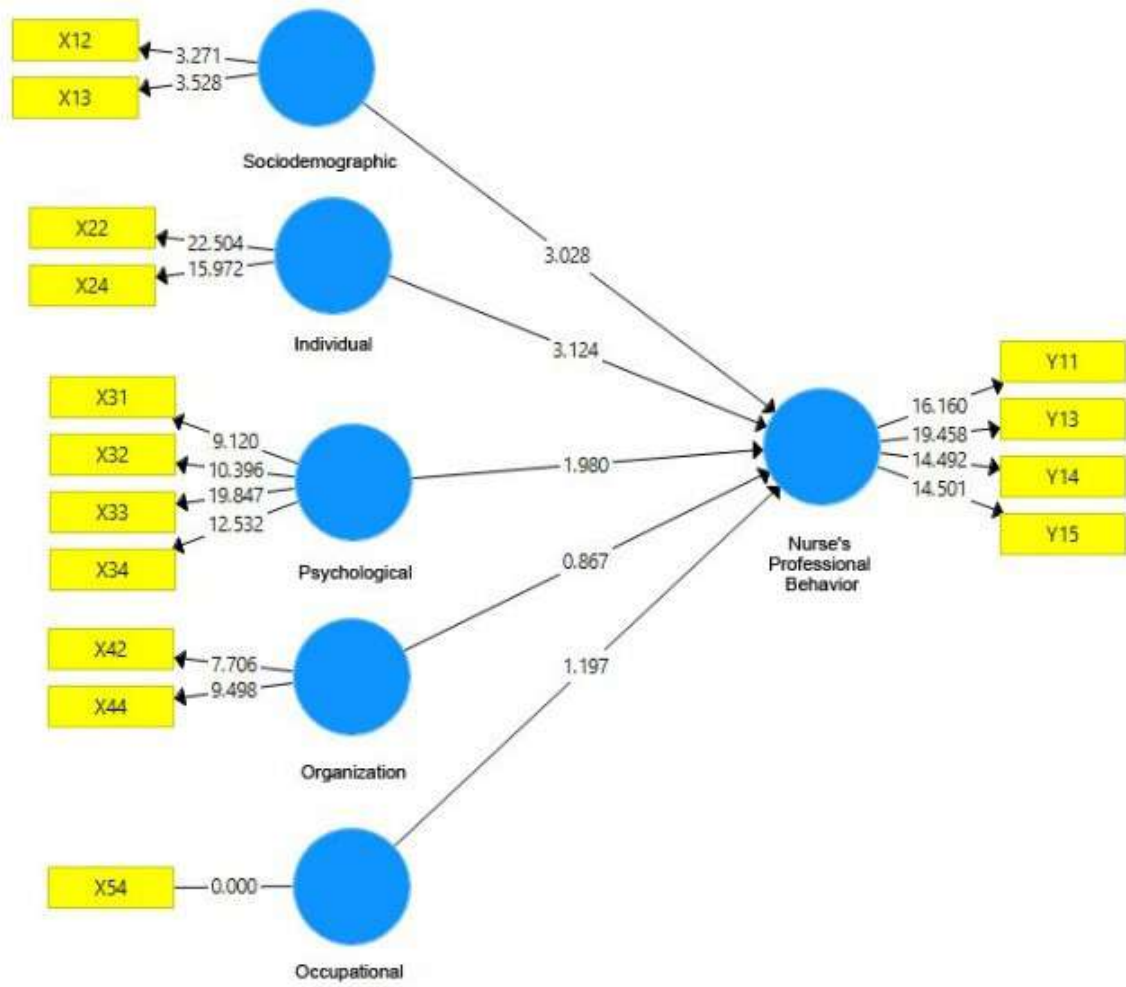 X12
3.271
X13
3.528
Sociodemographic
3.028
X22
22.504
X24
15.972
Individual
3.124
X31
9.120
X32
10.396
X33
19.847
X34
12.532
Psychological
1.980
X42
7.706
X44
9.498
Organization
0.867
X54
0.000
Occupational
1.197
Nurse's
Professional
Behavior
16.160
Y11
19.458
Y13
14.492
Y14
14.501
Y15